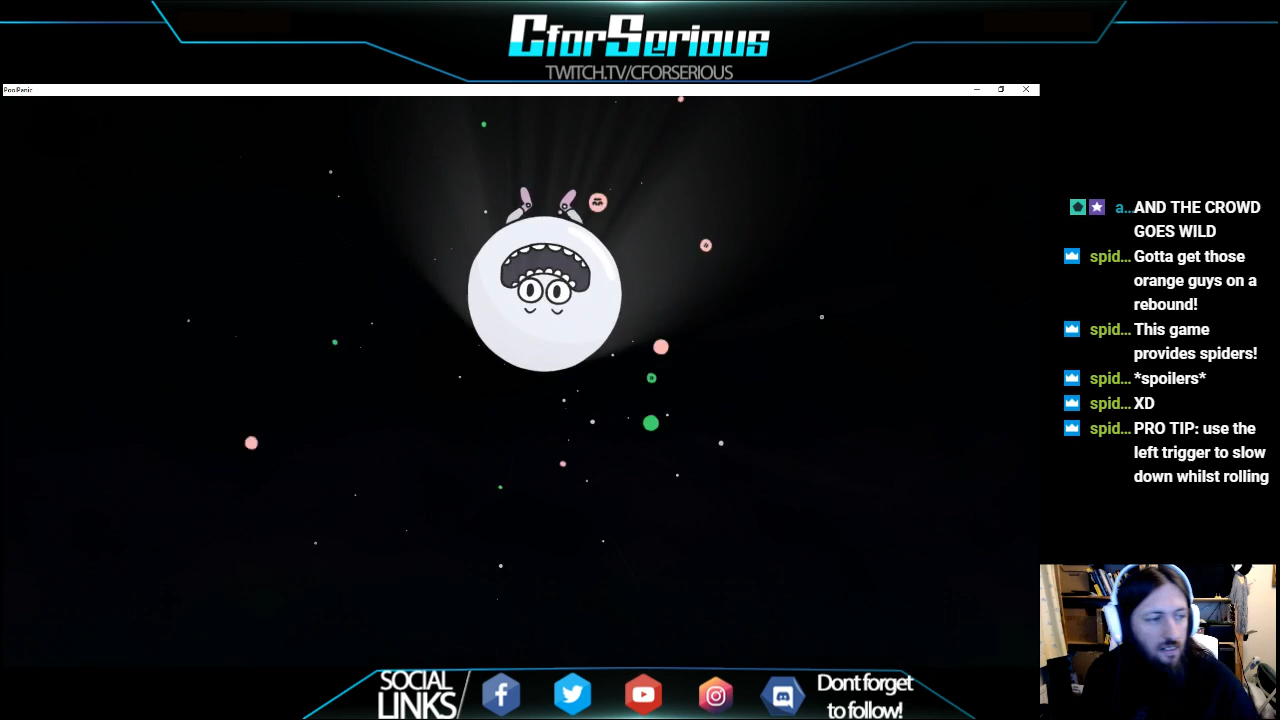 CforSerious
TWITCH.TV/CFORSERIOUS
PoolPanic
a... AND THE CROWD
GOES WILD
spid... Gotta get those
orange guys on a
rebound!
spid... This game
provides spiders!
spid... *spoilers*
spid... XD
spid... PRO TIP: use the
left trigger to slow
down whilst rolling
SOCIAL
LINKS
Dont forget
to follow!